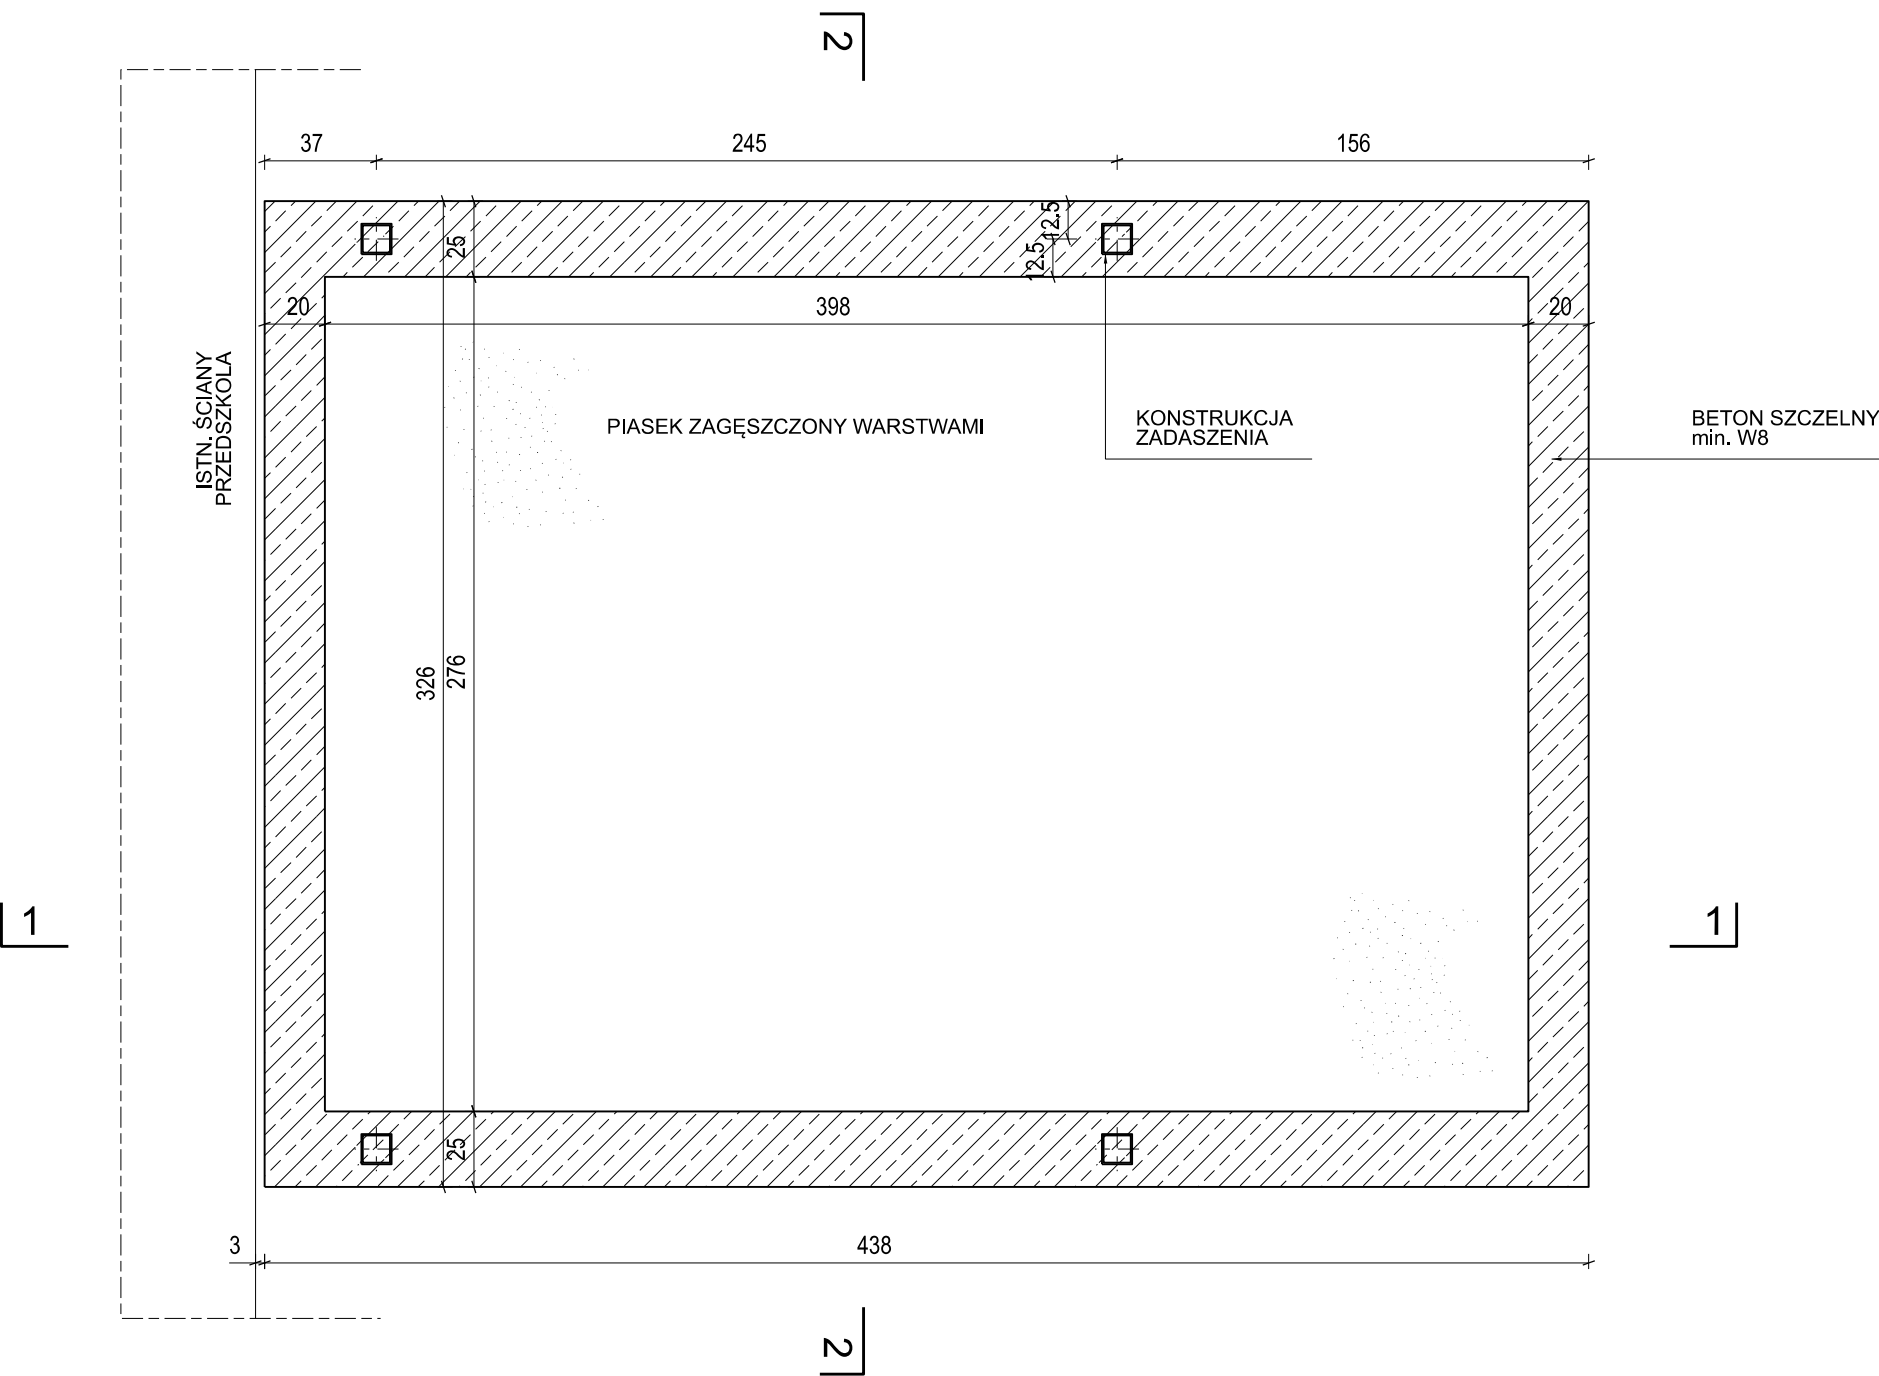 2
37
245
156
12.5
25
12.5
20
398
20
ISTN. ŚCIANY
PRZEDSZKOLA
PIASEK ZAGĘSZCZONY WARSTWAMI
KONSTRUKCJA
ZADASZENIA
BETON SZCZELNY
min. W8
326
276
1
1
25
3
438
2